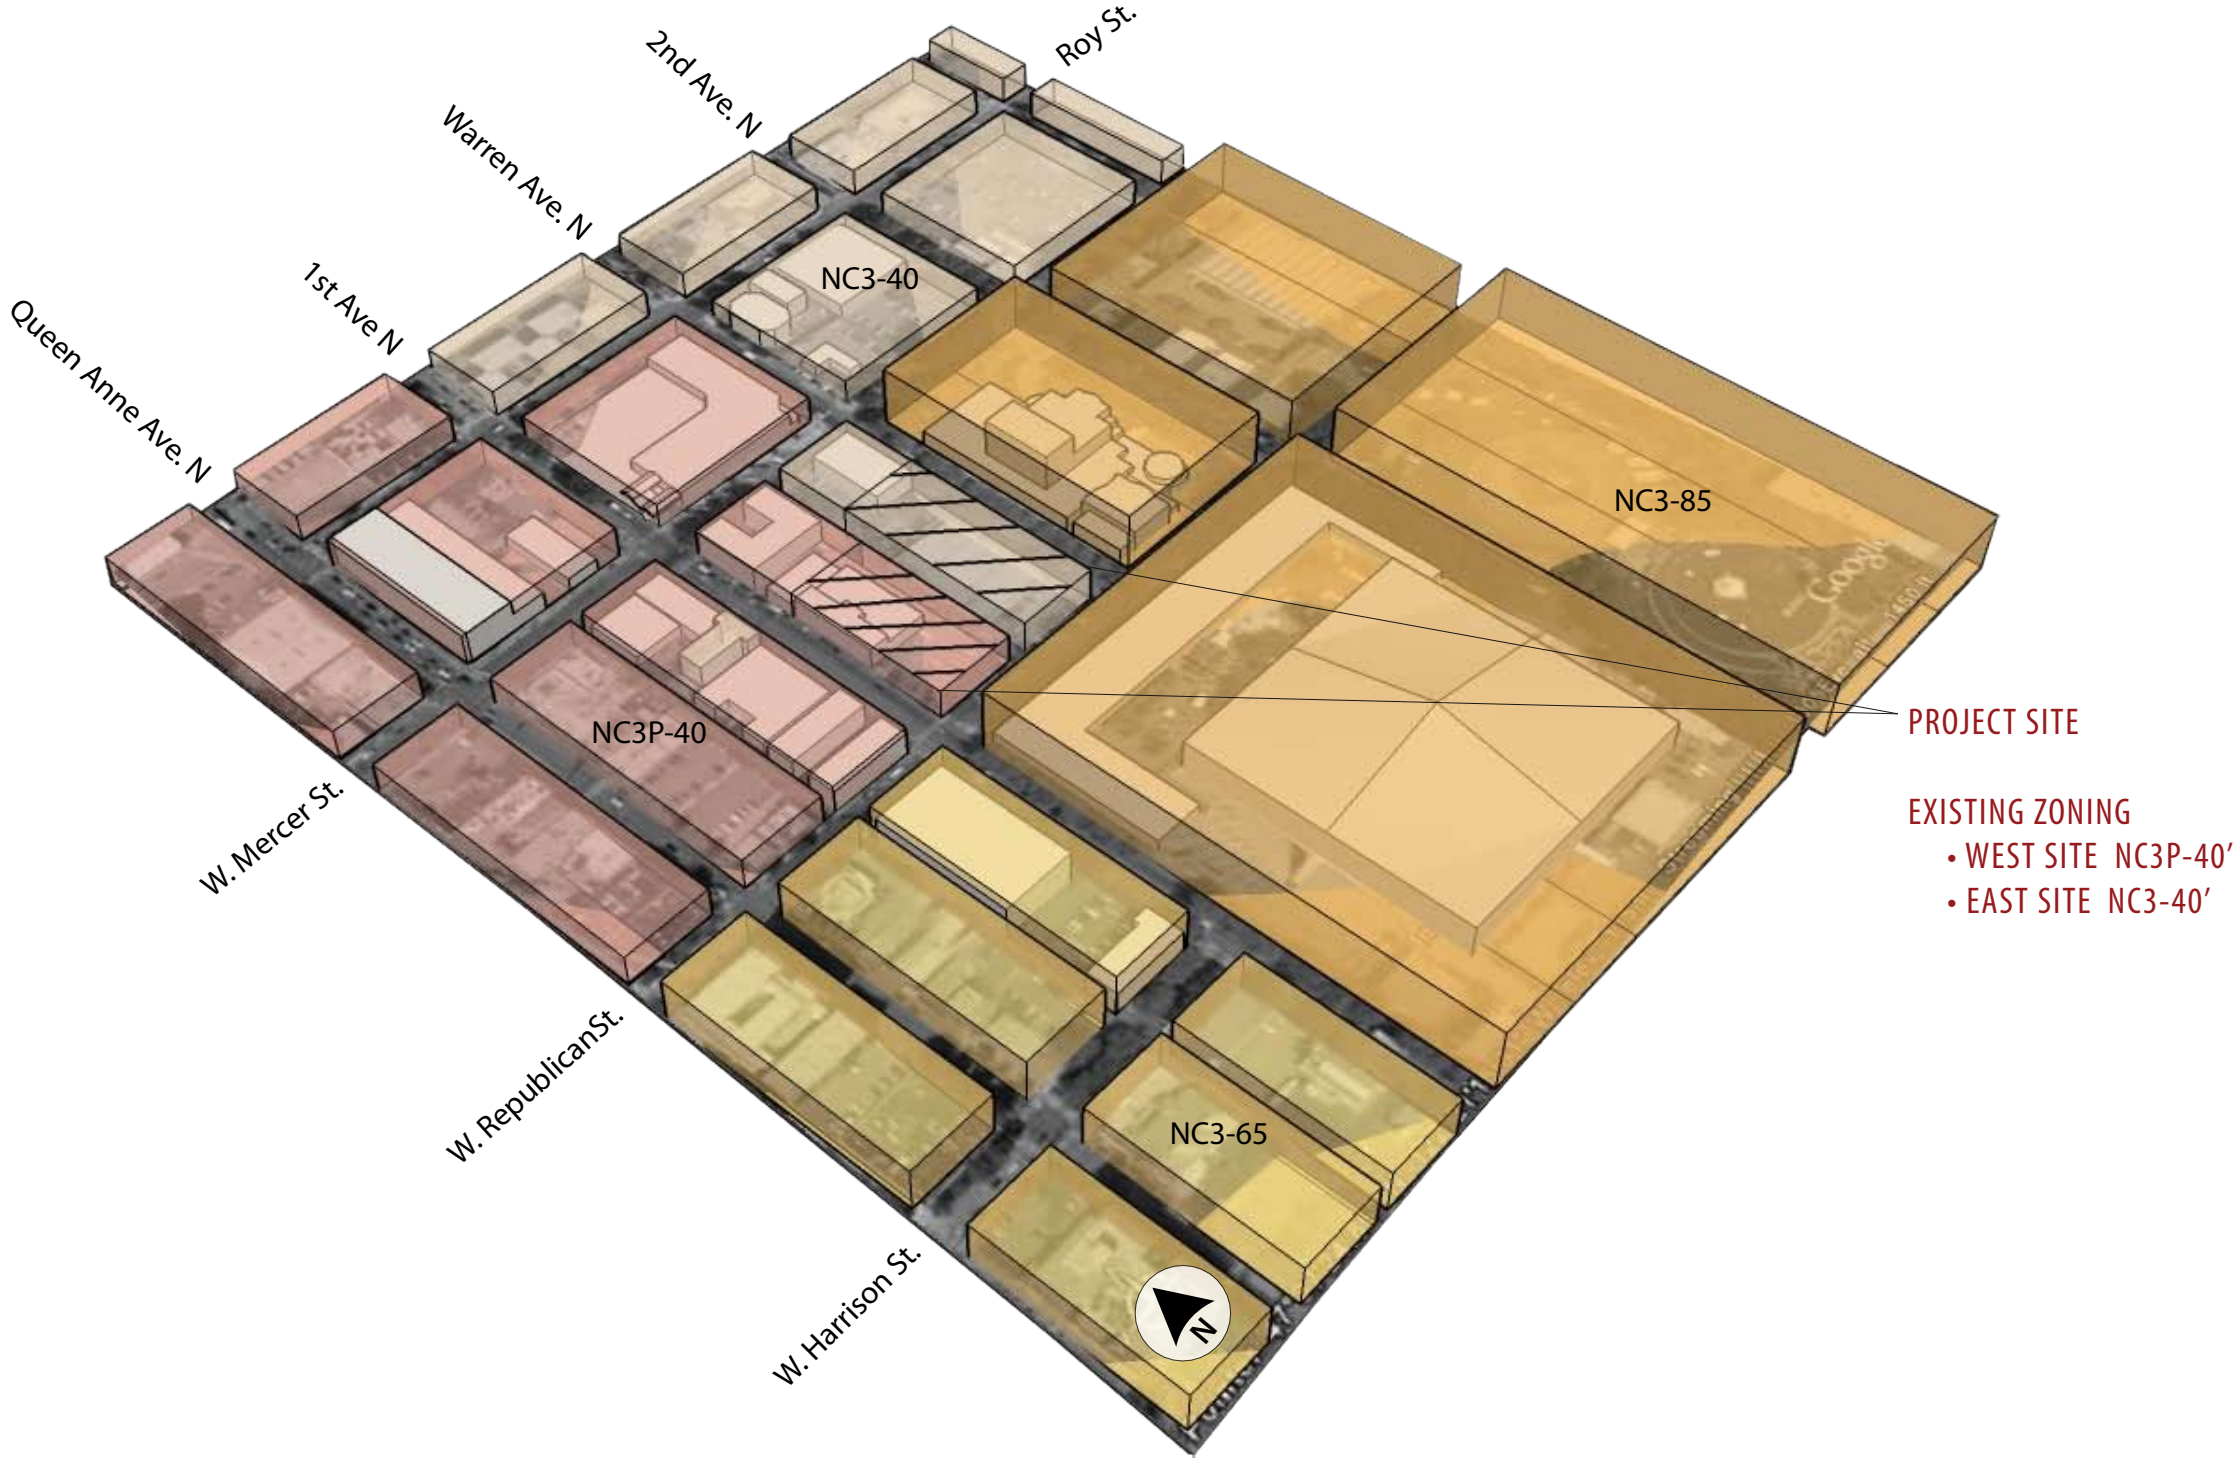 Roy St.
2nd Ave. N
Warren Ave. N
1st Ave N
Queen Anne Ave. N
NC3-40
NC3-85
Google
NC3P-40
PROJECT SITE
W. Mercer St.
EXISTING ZONING
• WEST SITE NC3P-40'
• EAST SITE NC3-40'
W. RepublicanSt.
NC3-65
W. Harrison St.
N